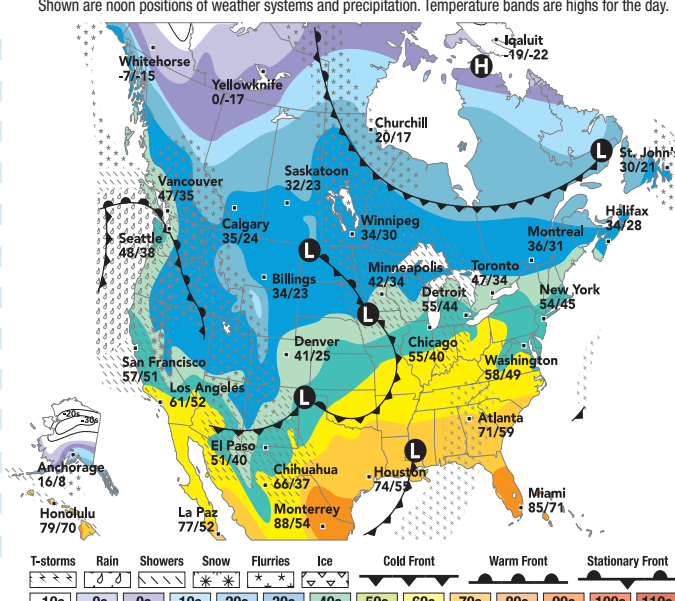 Shown are noon positions of weather systems and precipitation. Temperature bands are highs for the day.
Iqaluit
-19/-22
H
Whitehorse
-7/-15
Yellowknife
0/-17
Churchill
20/17
L
St. John's
30/21
Saskatoon
32/23
Vancouver
47/35
Halifax
34/28
Calgary
35/24
Winnipeg
34/30
Montreal
36/31
Seattle
48/38
L
Billings
34/23
Minneapolis
42/34
Toronto
47/34
Detroit
55/44
New York
54/45
L
Denver
41/25
Chicago
55/40
Washington
58/49
San Francisco
57/51
Los Angeles
61/52
L
-20s
-30s
Atlanta
71/59
El Paso
51/40
L
Anchorage
16/8
Chihuahua
66/37
Houston
74/55
Honolulu
79/70
La Paz
77/52
Monterrey
88/54
Miami
85/71
T-storms Rain Showers Snow Flurries Ice Cold Front Warm Front Stationary Front